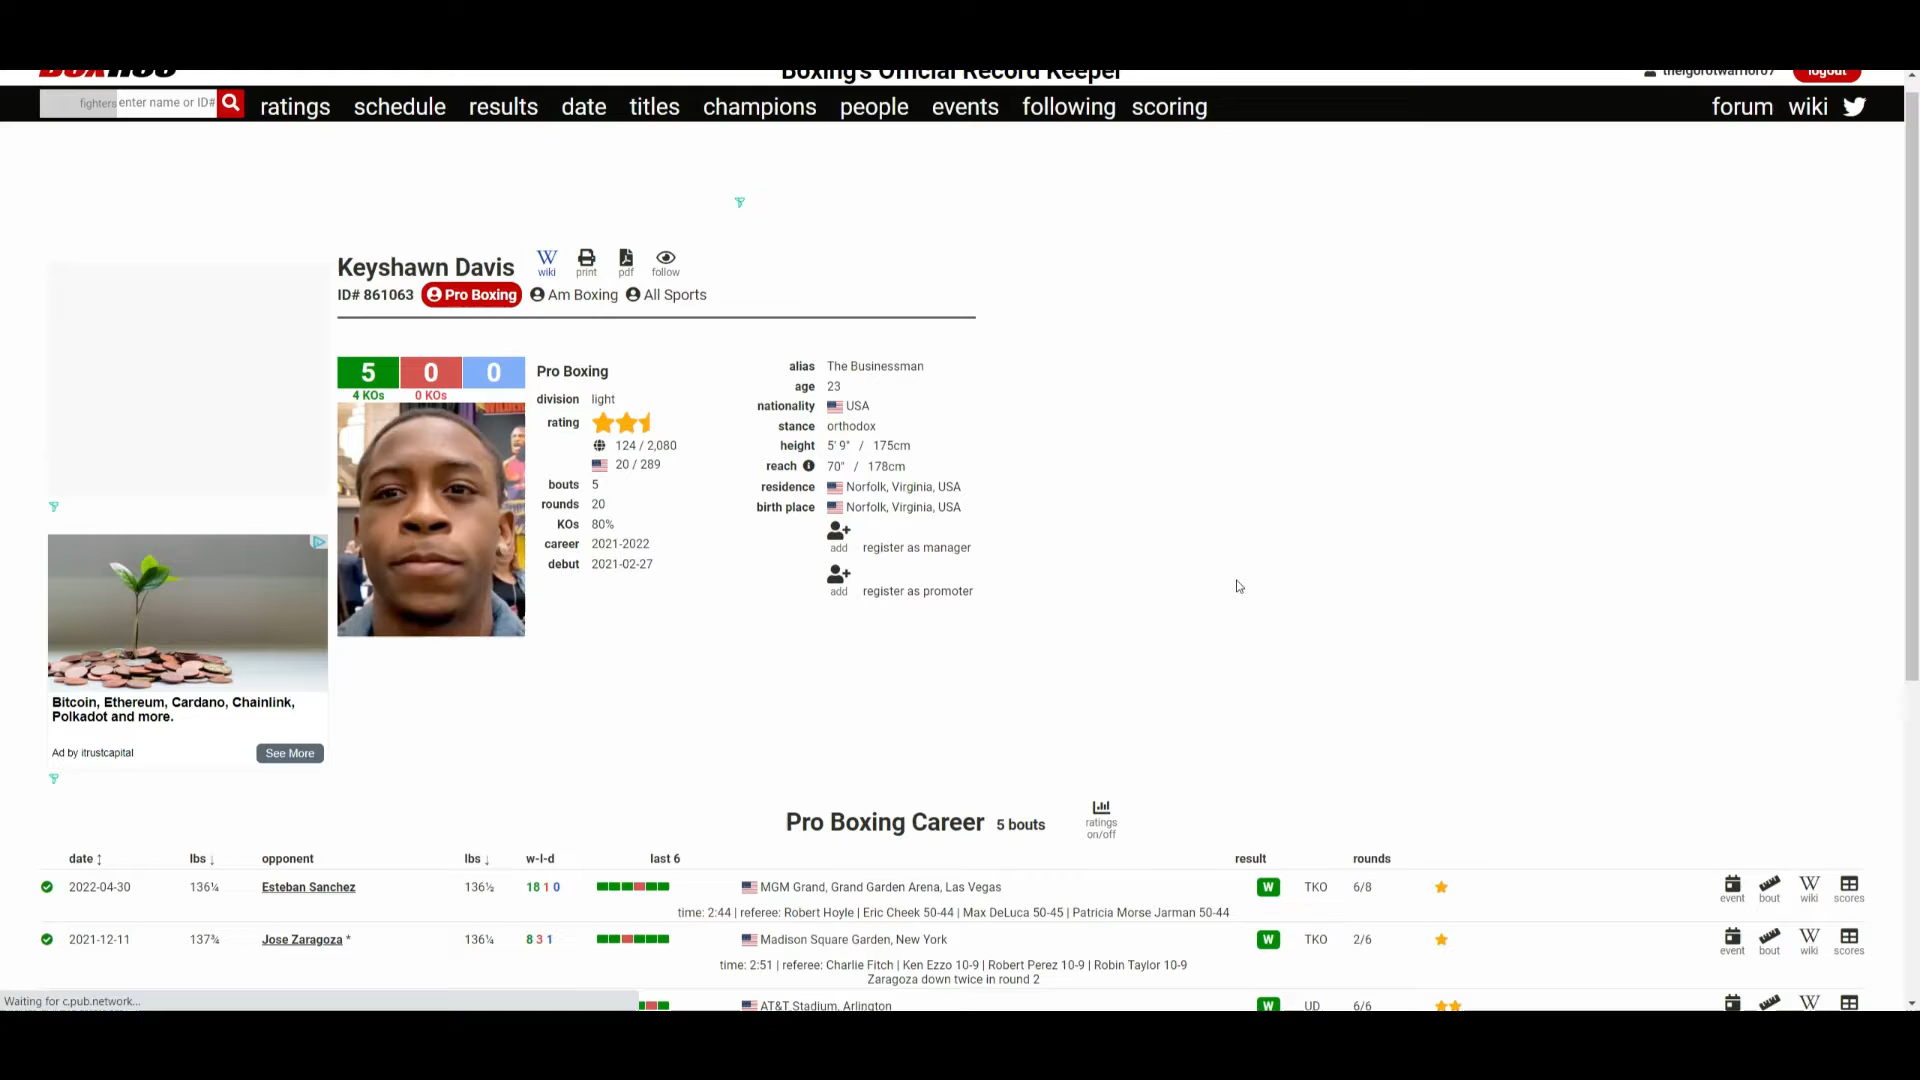 BoxRec
Boxing's Official Record Keeper
theigorotwarrior07 logout
fighters enter name or ID# ratings schedule results date titles champions people events following scoring forum wiki
Keyshawn Davis wiki print pdf follow
ID# 861063 Pro Boxing Am Boxing All Sports
5 0 0
4 KOs 0 KOs
Pro Boxing
division light
rating
124 / 2,080
20 / 289
bouts 5
rounds 20
KOs 80%
career 2021-2022
debut 2021-02-27
alias The Businessman
age 23
nationality USA
stance orthodox
height 5' 9" / 175cm
reach 70" / 178cm
residence Norfolk, Virginia, USA
birth place Norfolk, Virginia, USA
add register as manager
add register as promoter
Bitcoin, Ethereum, Cardano, Chainlink,
Polkadot and more.
Ad by itrustcapital See More
Pro Boxing Career 5 bouts
ratings
on/off
date lbs opponent lbs w-l-d last 6 result rounds
2022-04-30 136¼ Esteban Sanchez 136½ 18 1 0 MGM Grand, Grand Garden Arena, Las Vegas W TKO 6/8 event bout wiki scores
time: 2:44 | referee: Robert Hoyle | Eric Cheek 50-44 | Max DeLuca 50-45 | Patricia Morse Jarman 50-44
2021-12-11 137¾ Jose Zaragoza * 136¼ 8 3 1 Madison Square Garden, New York W TKO 2/6 event bout wiki scores
time: 2:51 | referee: Charlie Fitch | Ken Ezzo 10-9 | Robert Perez 10-9 | Robin Taylor 10-9
Zaragoza down twice in round 2
Waiting for c.pub.network...
AT&T Stadium, Arlington W UD 6/6